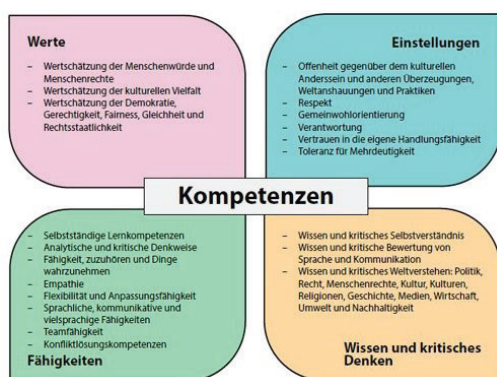 Werte
– Wertschätzung der Menschenwürde und
Menschenrechte
– Wertschätzung der kulturellen Vielfalt
– Wertschätzung der Demokratie,
Gerechtigkeit, Fairness, Gleichheit und
Rechtsstaatlichkeit
Einstellungen
– Offenheit gegenüber dem kulturellen
Anderssein und anderen Überzeugungen,
Weltanshauungen und Praktiken
– Respekt
– Gemeinwohlorientierung
– Verantwortung
– Vertrauen in die eigene Handlungsfähigkeit
– Toleranz für Mehrdeutigkeit
Kompetenzen
– Selbstständige Lernkompetenzen
– Analytische und kritische Denkweise
– Fähigkeit, zuzuhören und Dinge
wahrzunehmen
– Empathie
– Flexibilität und Anpassungsfähigkeit
– Sprachliche, kommunikative und
vielsprachige Fähigkeiten
– Teamfähigkeit
– Konfliktlösungskompetenzen
Fähigkeiten
– Wissen und kritisches Selbstverständnis
– Wissen und kritische Bewertung von
Sprache und Kommunikation
– Wissen und kritisches Weltverstehen: Politik,
Recht, Menschenrechte, Kultur, Kulturen,
Religionen, Geschichte, Medien, Wirtschaft,
Umwelt und Nachhaltigkeit
Wissen und kritisches
Denken